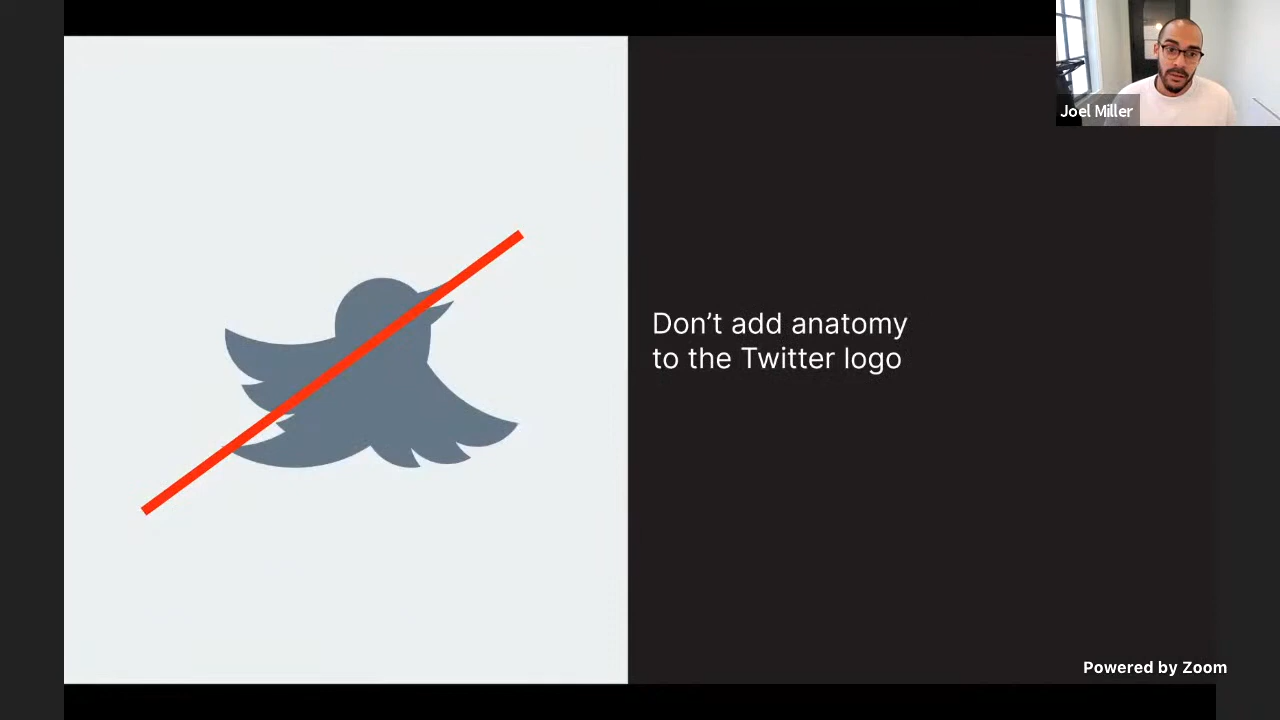 Joel Miller
Don’t add anatomy
to the Twitter logo
Powered by Zoom